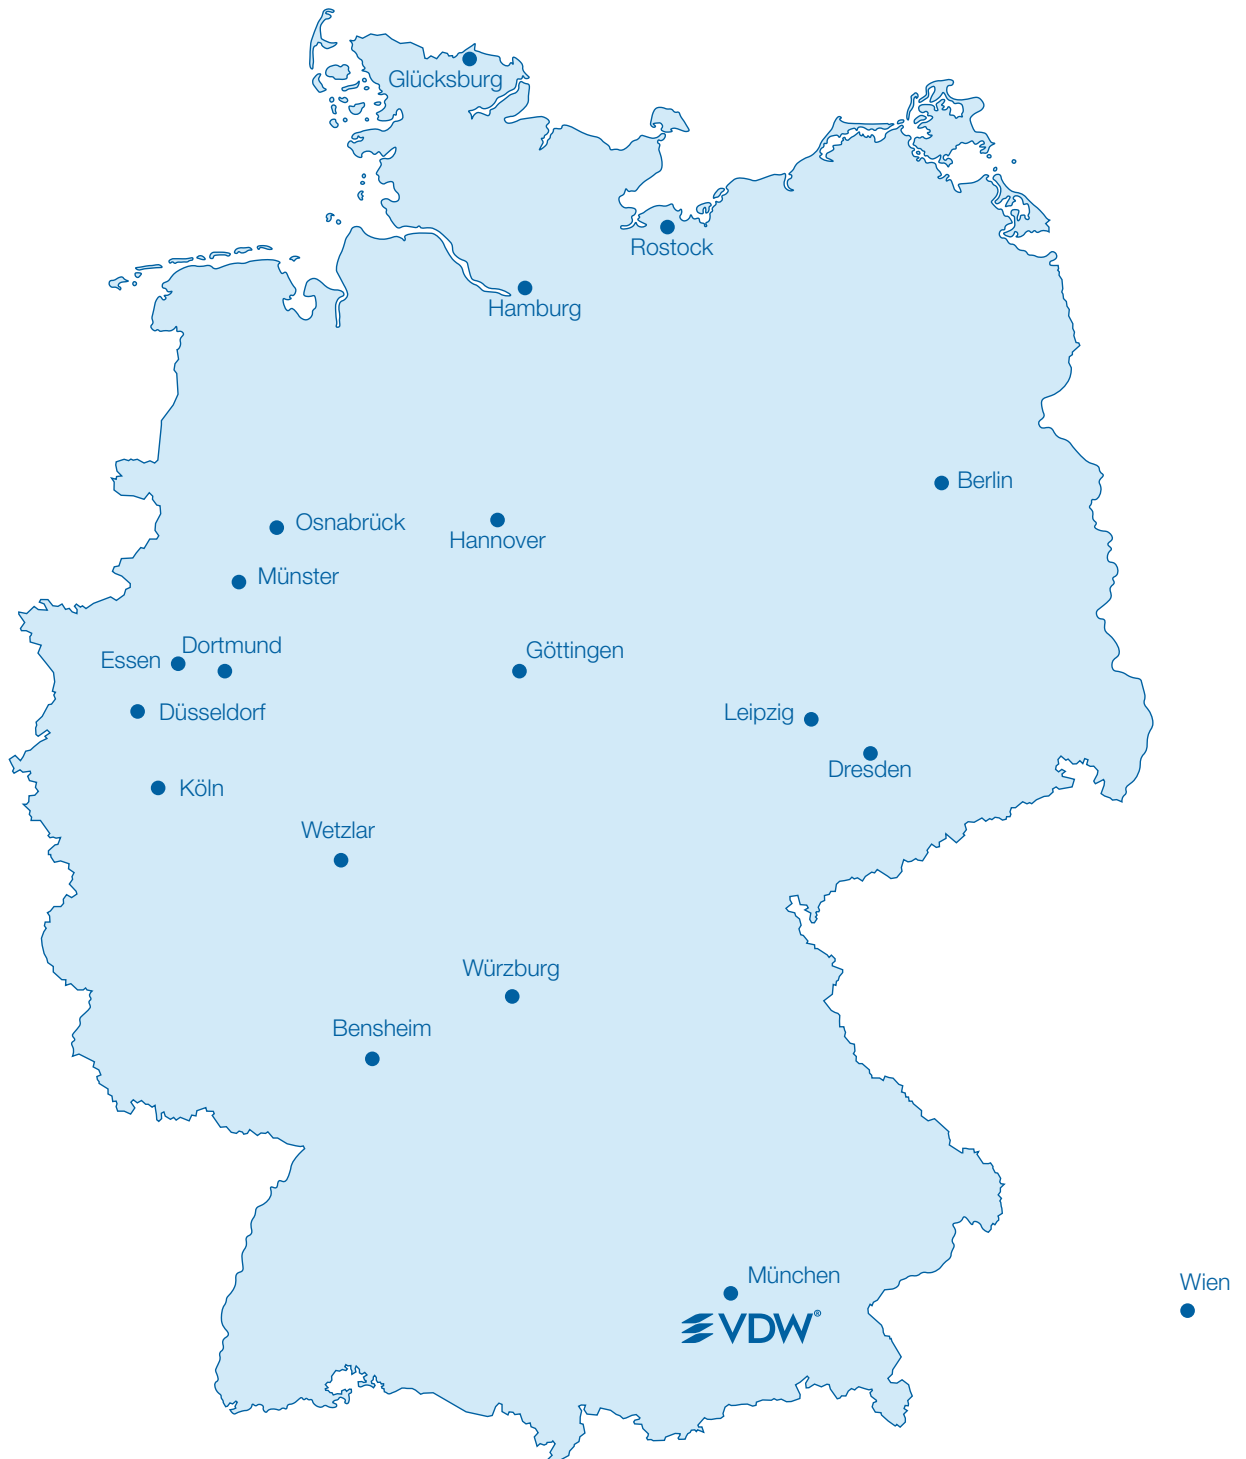 Glücksburg
Rostock
Hamburg
Berlin
Osnabrück
Hannover
Münster
Dortmund
Essen
Göttingen
Düsseldorf
Leipzig
Dresden
Köln
Wetzlar
Würzburg
Bensheim
München
Wien
VDW®